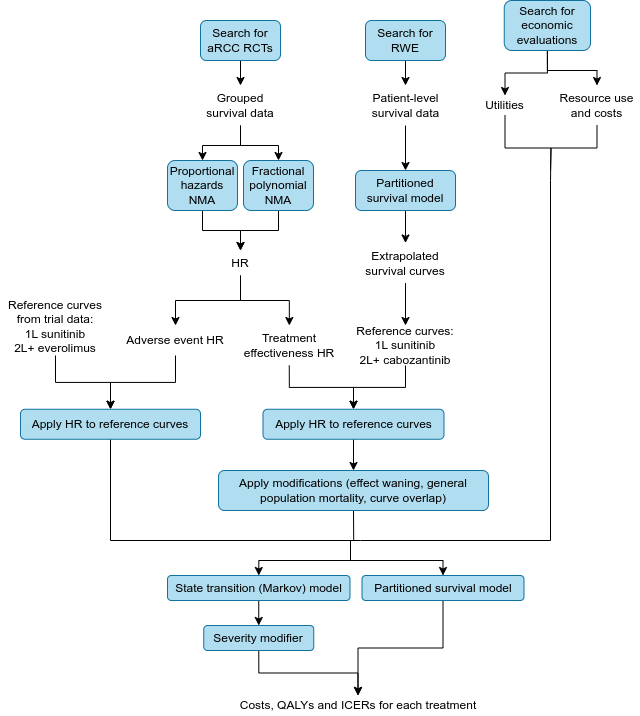 Search for
aRCC RCTs
Search for
RWE
Search for
economic
evaluations
Grouped
survival data
Patient-level
survival data
Utilities
Resource use
and costs
Proportional
hazards
NMA
Fractional
polynomial
NMA
Partitioned
survival model
HR
Extrapolated
survival curves
Reference curves
from trial data:
1L sunitinib
2L+ everolimus
Adverse event HR
Treatment
effectiveness HR
Reference curves:
1L sunitinib
2L+ cabozantinib
Apply HR to reference curves
Apply HR to reference curves
Apply modifications (effect waning, general
population mortality, curve overlap)
State transition (Markov) model
Partitioned survival model
Severity modifier
Costs, QALYs and ICERs for each treatment